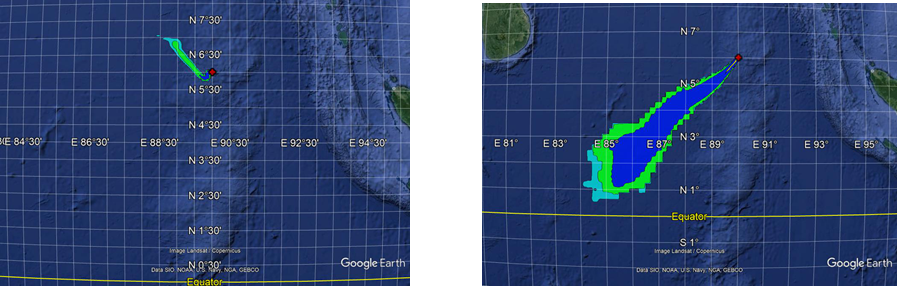 N 7°30'
N 6°30'
N 5°30'
N 4°30'
E 84°30' E 86°30' E 88°30' E 90°30' E 92°30' E 94°30'
N 3°30'
N 2°30'
N 1°30'
Image Landsat / Copernicus
N 0°30'
Data SIO, NOAA, U.S. Navy, NGA, GEBCO
Google Earth
Equator
N 7°
N 5°
N 3°
E 81° E 83° E 85° E 87° E 89° E 91° E 93° E 95°
N 1°
Equator
S 1°
Image Landsat / Copernicus
Data SIO, NOAA, U.S. Navy, NGA, GEBCO
Google Earth